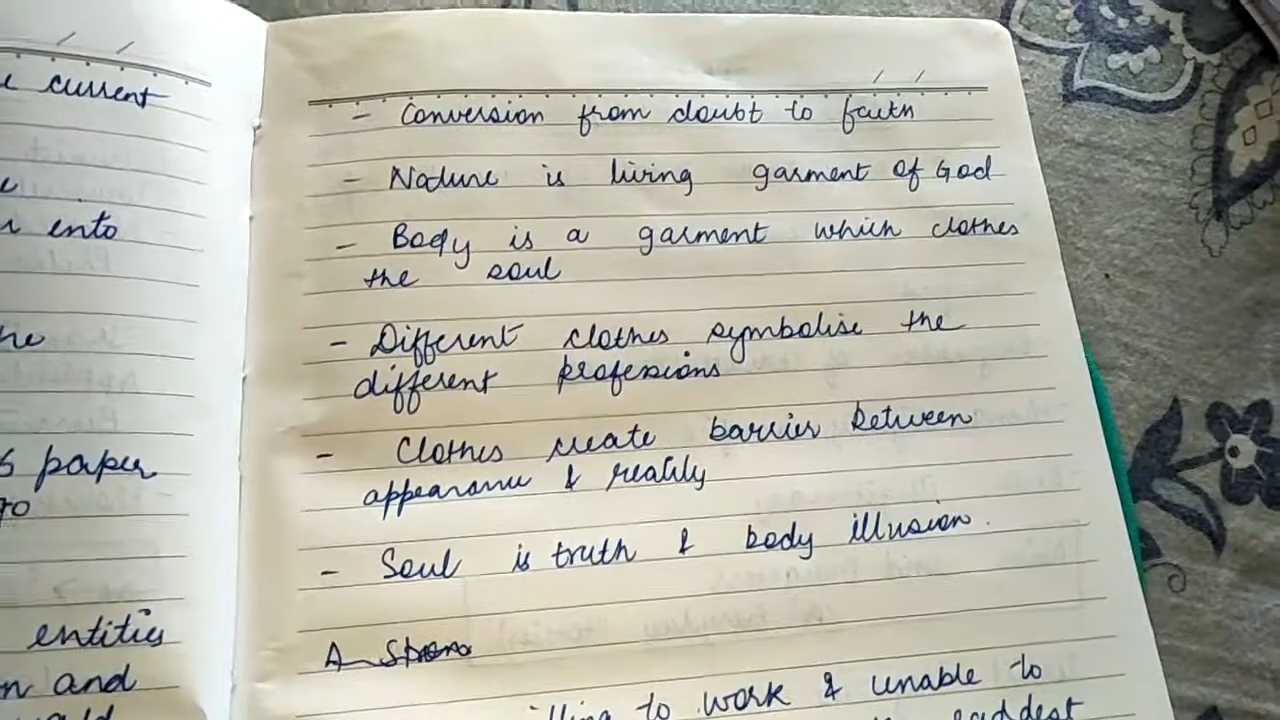 current
ento
paper
entities
and
- Conversion from doubt to faith
- Nature is living garment of God
- Body is a garment which clothes
the soul
- Different clothes symbolise the
different professions
- Clothes create barrier between
appearance & reality
- Soul is truth & body illusion.
A
to work & unable to
saddest